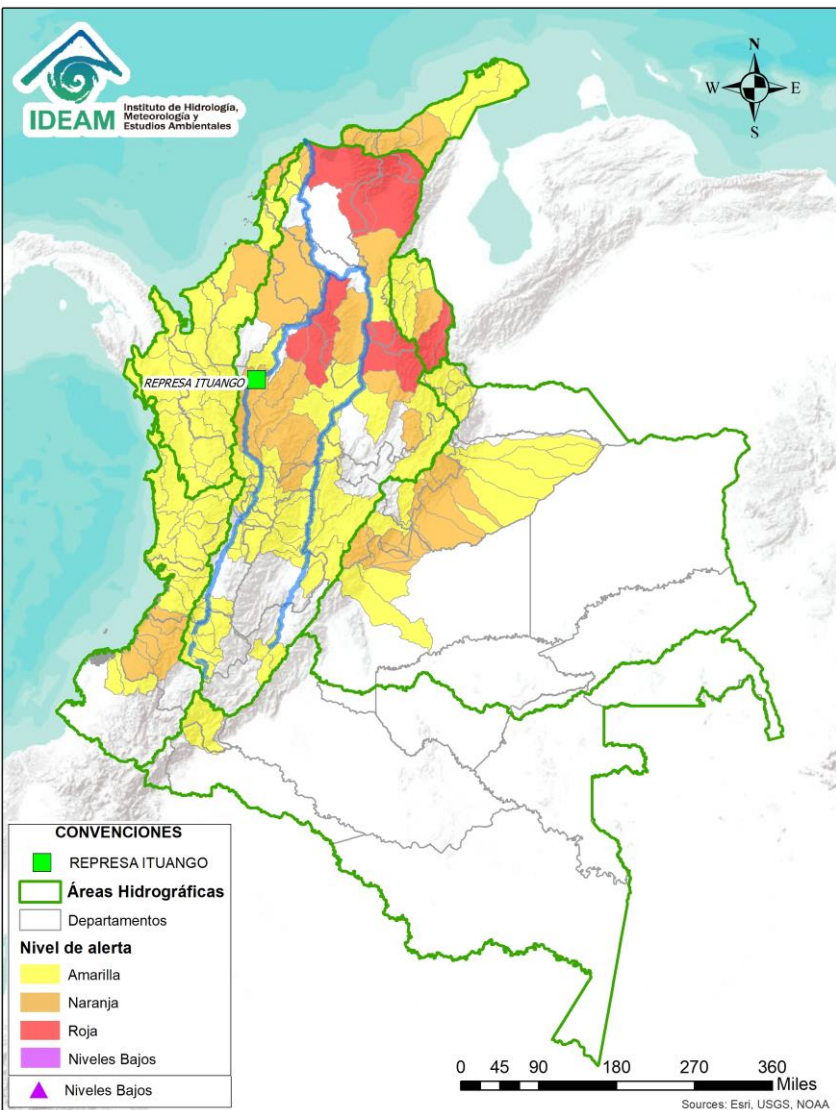 IDEAM
Instituto de Hidrología,
Meteorología y
Estudios Ambientales
N
W
E
S
REPRESA ITUANGO
CONVENCIONES
REPRESA ITUANGO
Áreas Hidrográficas
Departamentos
Nivel de alerta
Amarilla
Naranja
Roja
Niveles Bajos
Niveles Bajos
0 45 90 180 270 360
Miles
Sources: Esri, USGS, NOAA